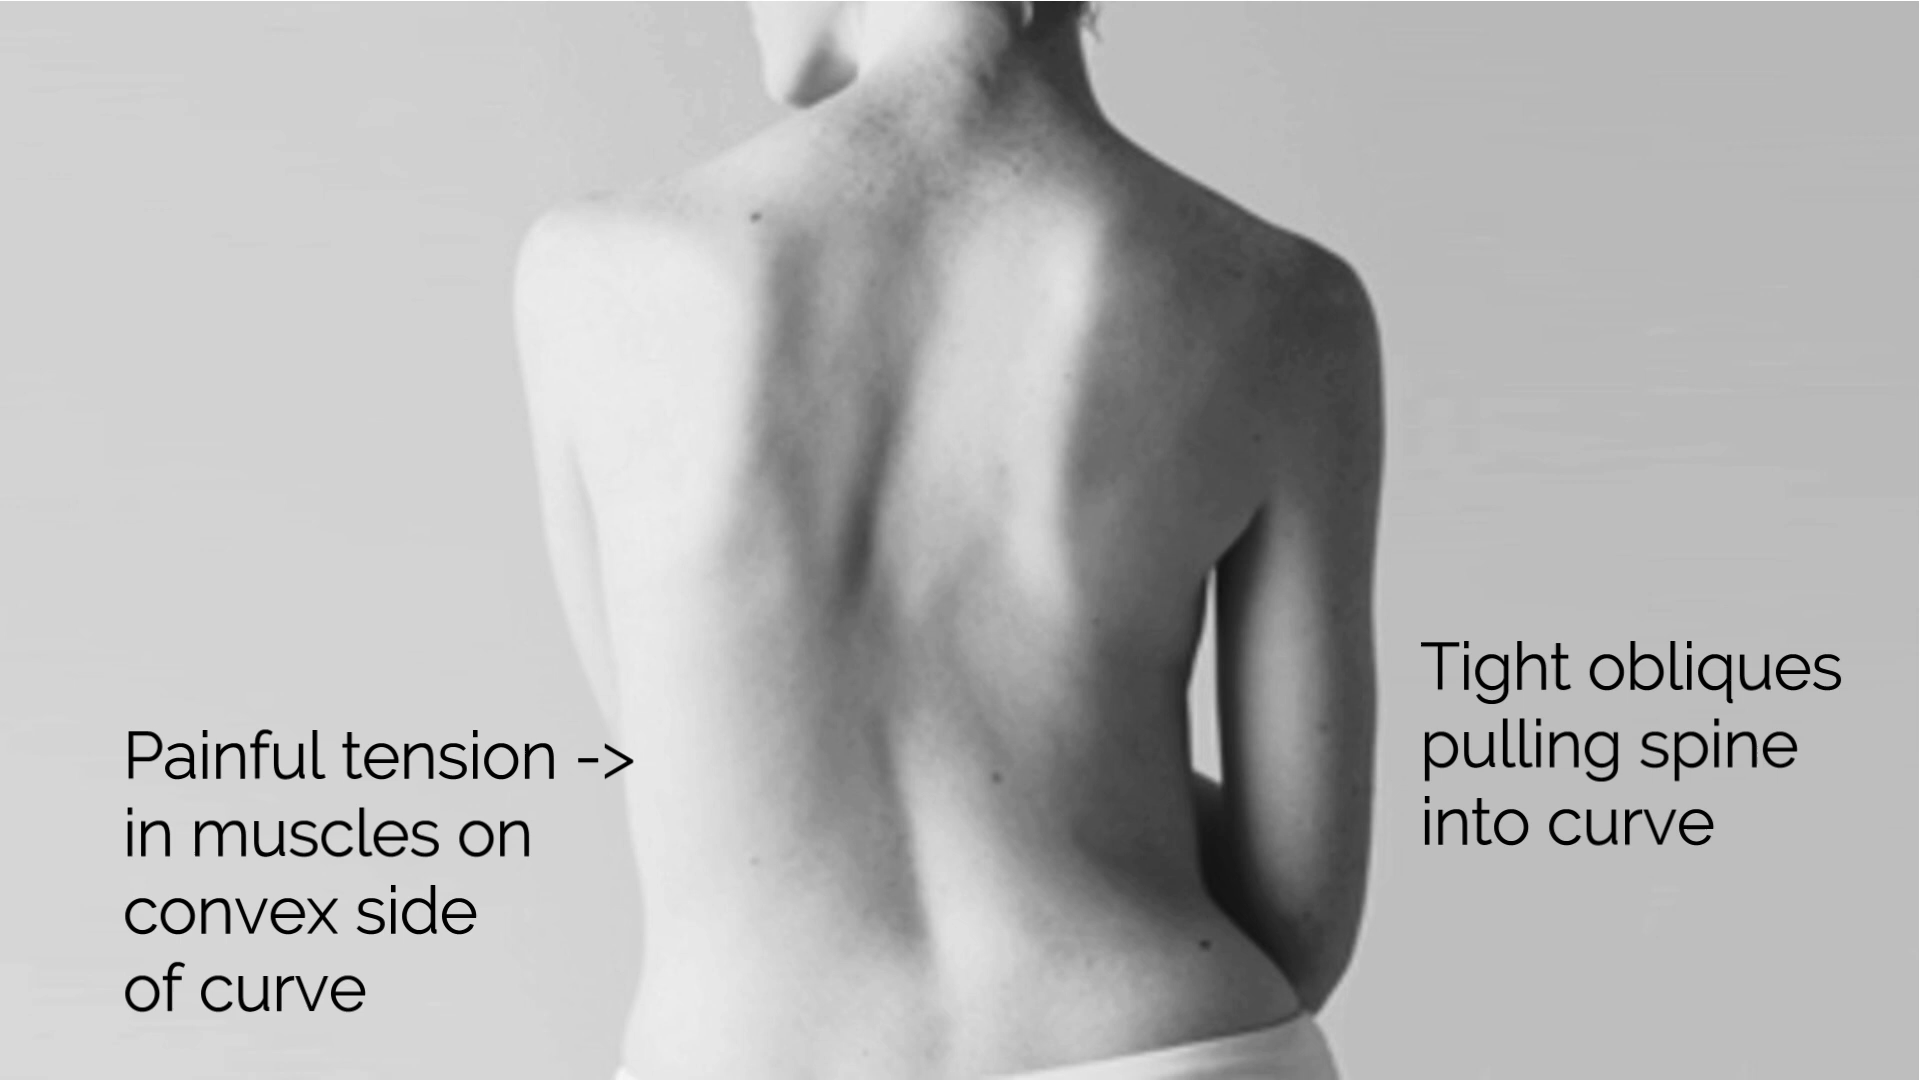 Painful tension ->
in muscles on
convex side
of curve
Tight obliques
pulling spine
into curve